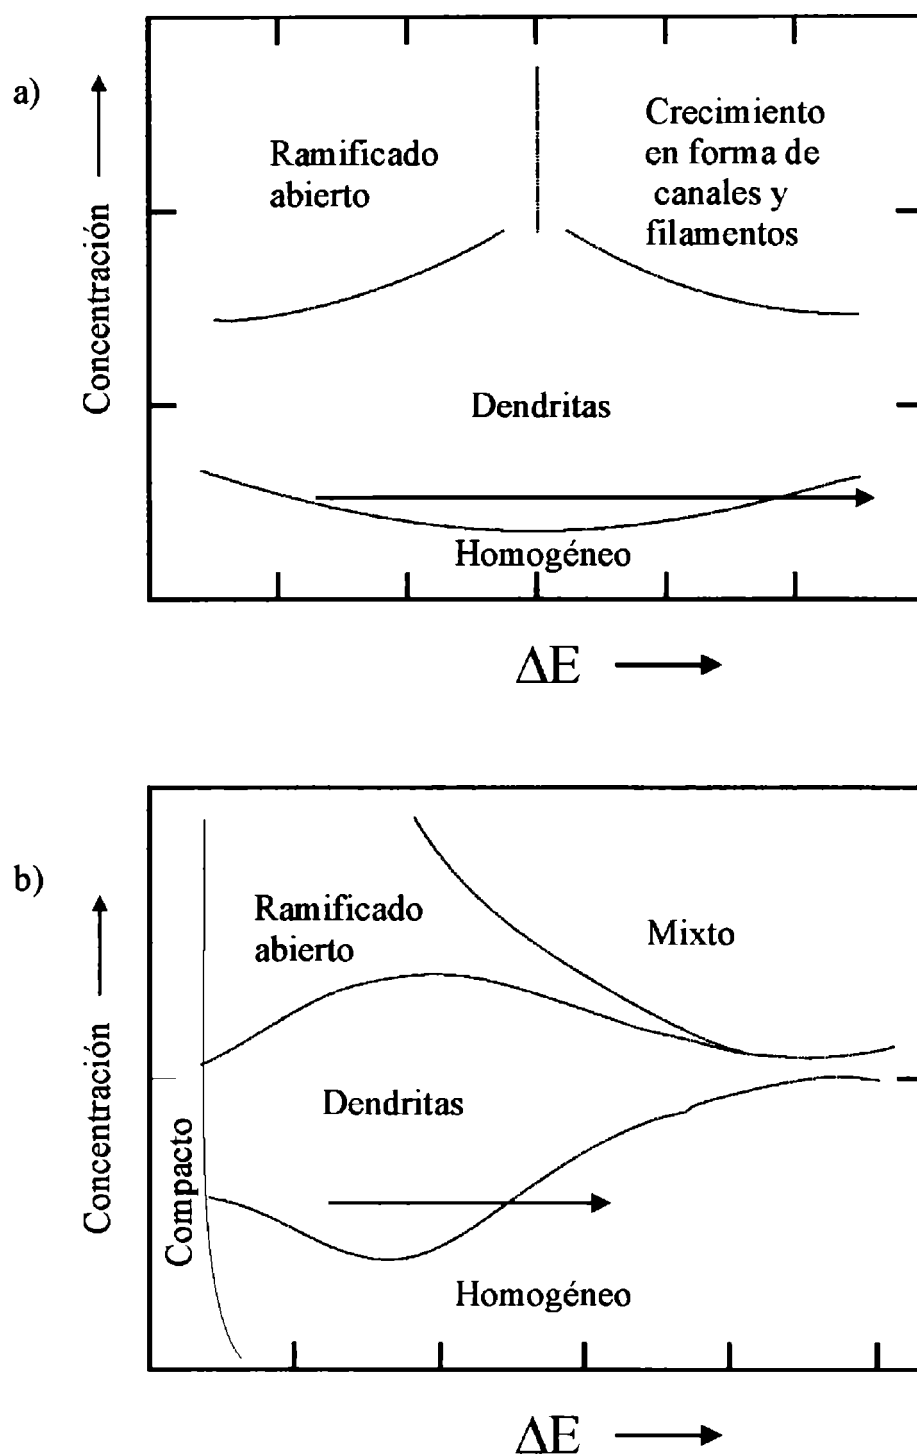 a)
Concentración
Ramificado
abierto
Crecimiento
en forma de
canales y
filamentos
Dendritas
Homogéneo
ΔE
b)
Concentración
Ramificado
abierto
Mixto
Dendritas
Compacto
Homogéneo
ΔE